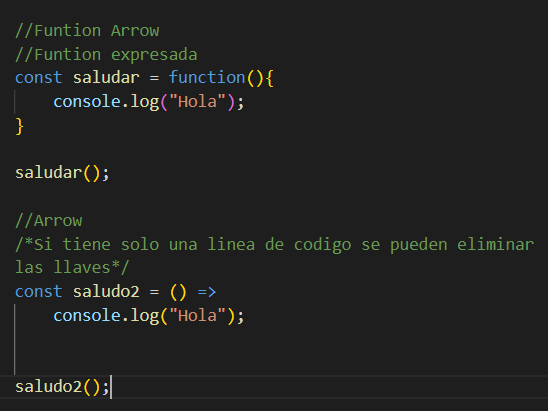 //Funtion Arrow
//Funtion expresada
const saludar = function(){
    console.log("Hola");
}
saludar();
//Arrow
/*Si tiene solo una linea de codigo se pueden eliminar
las llaves*/
const saludo2 = () =>
    console.log("Hola");
saludo2();